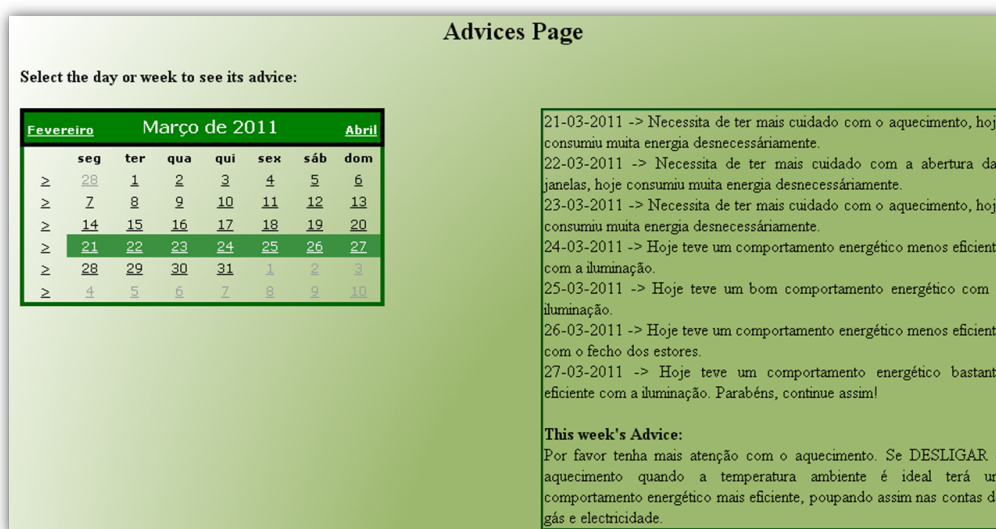 Advices Page
Select the day or week to see its advice:
Fevereiro Março de 2011 Abril
seg ter qua qui sex sáb dom
> 28 1 2 3 4 5 6
> 7 8 9 10 11 12 13
> 14 15 16 17 18 19 20
> 21 22 23 24 25 26 27
> 28 29 30 31 1 2 3
> 4 5 6 7 8 9 10
21-03-2011 -> Necessita de ter mais cuidado com o aquecimento,
consumiu muita energia desnecessáriamente.
22-03-2011 -> Necessita de ter mais cuidado com a abertura
janelas, hoje consumiu muita energia desnecessáriamente.
23-03-2011 -> Necessita de ter mais cuidado com o aquecimento,
consumiu muita energia desnecessáriamente.
24-03-2011 -> Hoje teve um comportamento energético menos
com a iluminação.
25-03-2011 -> Hoje teve um bom comportamento energético com
iluminação.
26-03-2011 -> Hoje teve um comportamento energético menos
com o fecho dos estores.
27-03-2011 -> Hoje teve um comportamento energético
eficiente com a iluminação. Parabéns, continue assim!
This week's Advice:
Por favor tenha mais atenção com o aquecimento. Se DESLIGAR
aquecimento quando a temperatura ambiente é ideal terá
comportamento energético mais eficiente, poupando assim nas contas
gás e electricidade.